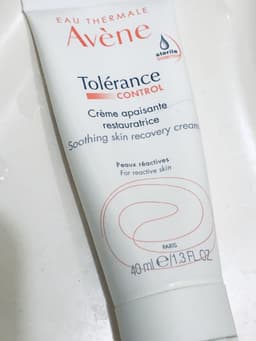 EAU THERMALE
Avène
sterile
Tolérance
CONTROL
Crème apaisante
restauratrice
Soothing skin recovery cream
Peaux réactives
For reactive skin
PARIS
40 ml e/1.3 FL.OZ